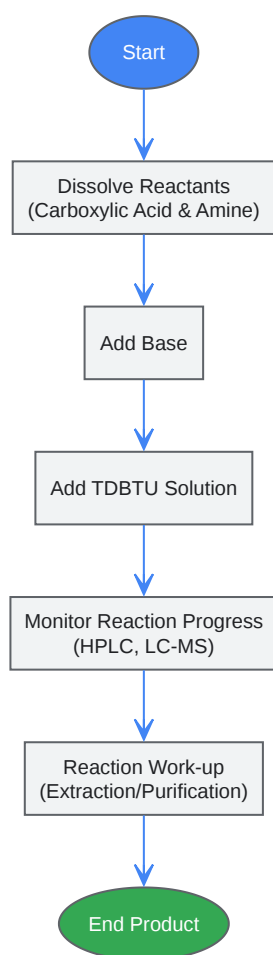 Start
Dissolve Reactants
(Carboxylic Acid & Amine)
Add Base
Add TDBTU Solution
Monitor Reaction Progress
(HPLC, LC-MS)
Reaction Work-up
(Extraction/Purification)
End Product